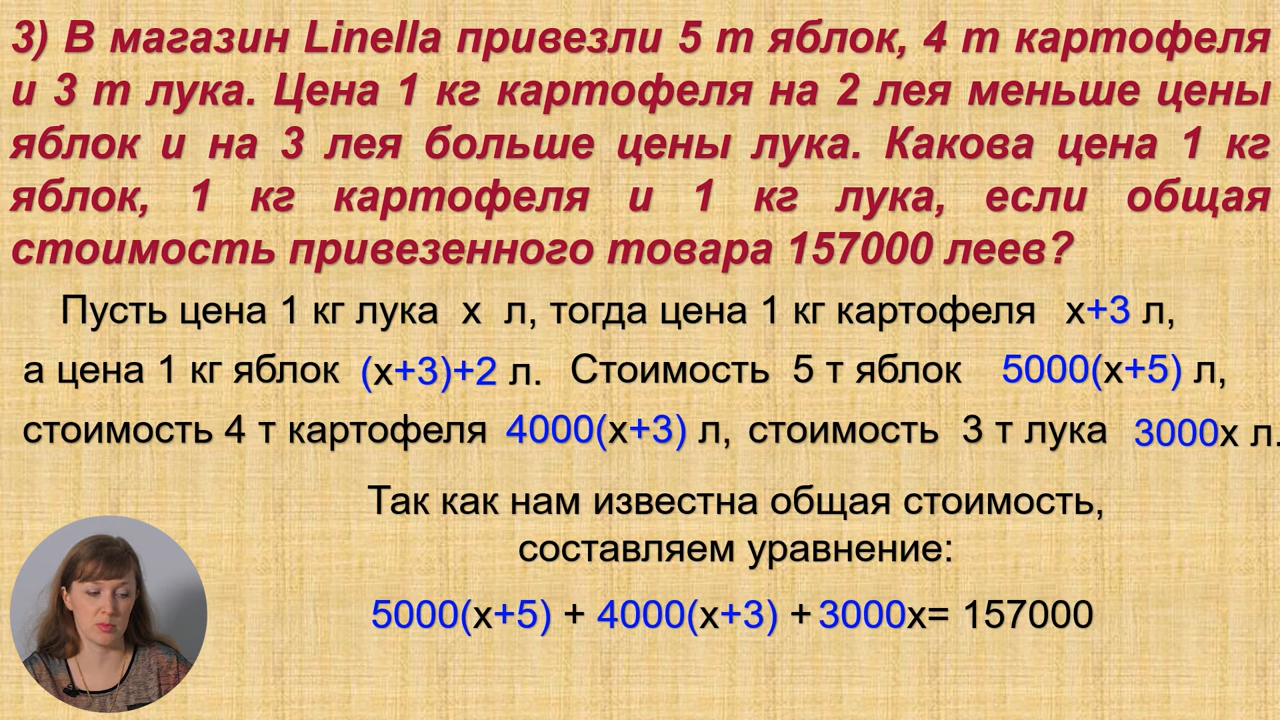 3) В магазин Linella привезли 5 т яблок, 4 т картофеля
и 3 т лука. Цена 1 кг картофеля на 2 лея меньше цены
яблок и на 3 лея больше цены лука. Какова цена 1 кг
яблок, 1 кг картофеля и 1 кг лука, если общая
стоимость привезенного товара 157000 леев?
Пусть цена 1 кг лука х л, тогда цена 1 кг картофеля х+3 л,
а цена 1 кг яблок (х+3)+2 л. Стоимость 5 т яблок 5000(х+5) л,
стоимость 4 т картофеля 4000(х+3) л, стоимость 3 т лука 3000х л.
Так как нам известна общая стоимость,
составляем уравнение:
5000(х+5) + 4000(х+3) + 3000х= 157000